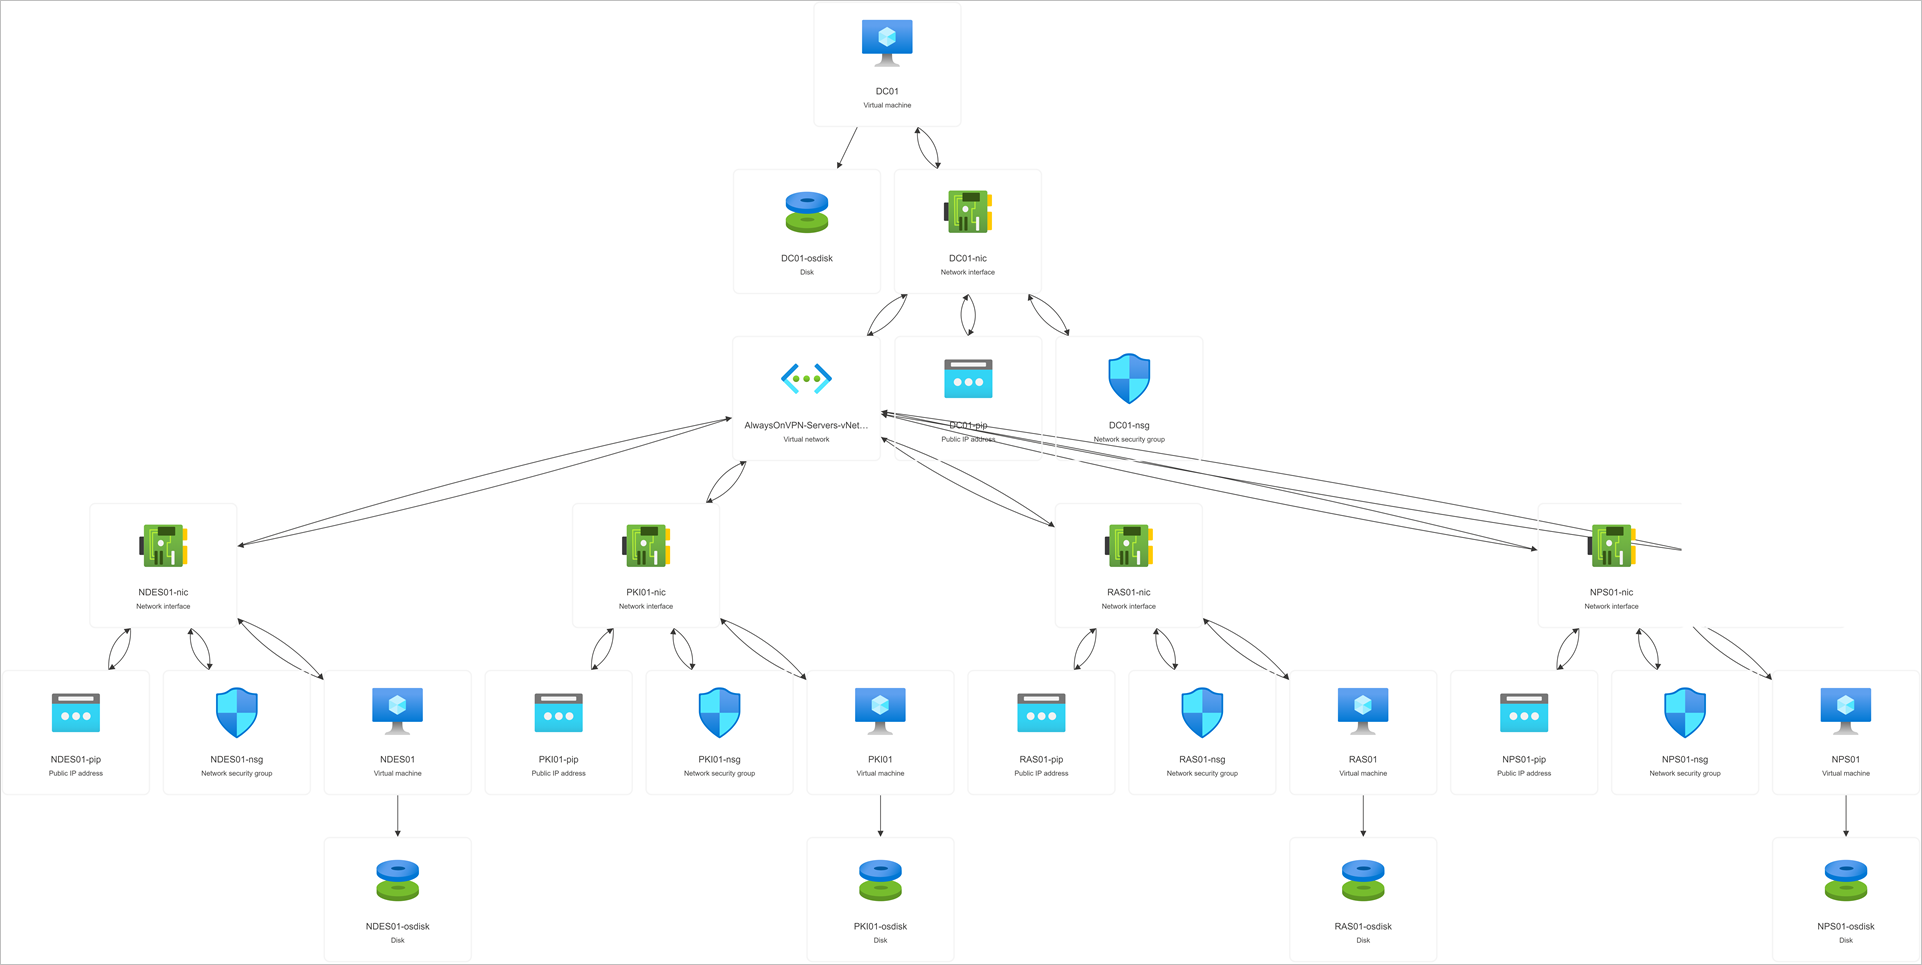 DC01
Virtual machine
DC01-osdisk
Disk
DC01-nic
Network interface
AlwaysOnVPN-Servers-vNet...
Virtual network
DC01-pip
Public IP address
DC01-nsg
Network security group
NDES01-nic
Network interface
PKI01-nic
Network interface
RAS01-nic
Network interface
NPS01-nic
Network interface
NDES01-pip
Public IP address
NDES01-nsg
Network security group
NDES01
Virtual machine
PKI01-pip
Public IP address
PKI01-nsg
Network security group
PKI01
Virtual machine
RAS01-pip
Public IP address
RAS01-nsg
Network security group
RAS01
Virtual machine
NPS01-pip
Public IP address
NPS01-nsg
Network security group
NPS01
Virtual machine
NDES01-osdisk
Disk
PKI01-osdisk
Disk
RAS01-osdisk
Disk
NPS01-osdisk
Disk